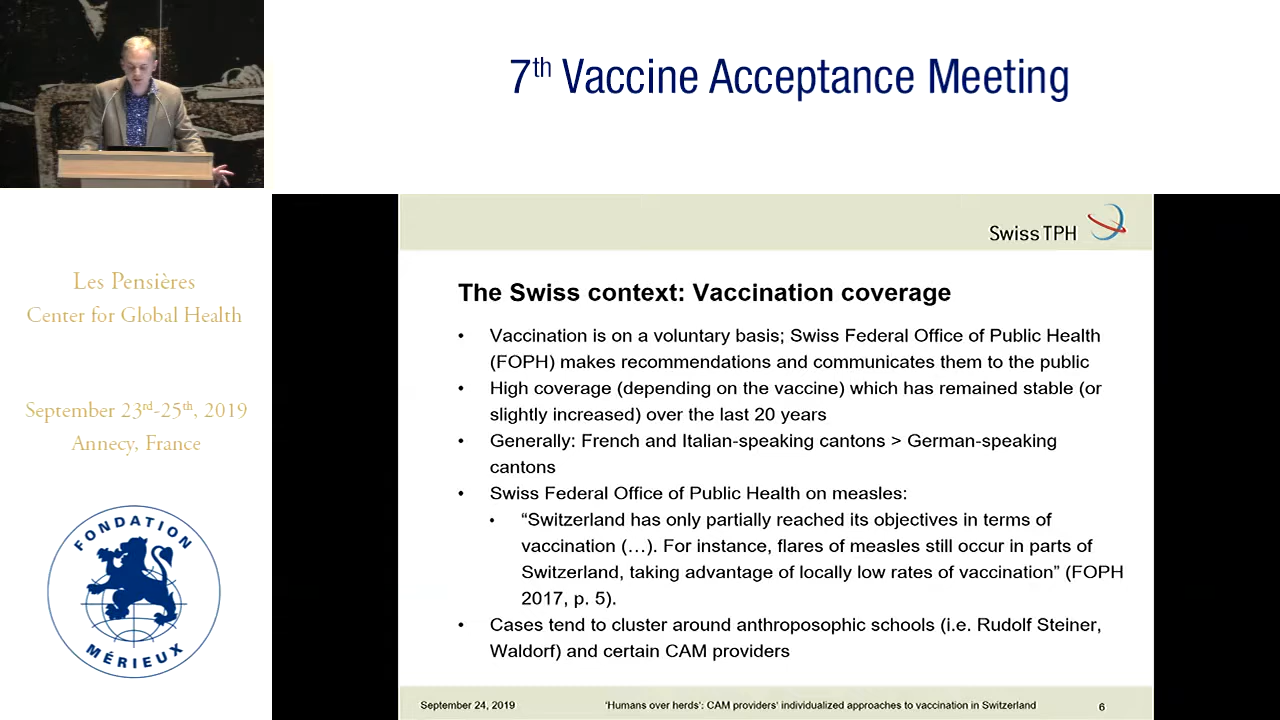 7th Vaccine Acceptance Meeting
Les Pensières
Center for Global Health
September 23rd-25th, 2019
Annecy, France
FONDATION
MÉRIEUX
Swiss TPH
The Swiss context: Vaccination coverage
• Vaccination is on a voluntary basis; Swiss Federal Office of Public Health
(FOPH) makes recommendations and communicates them to the public
• High coverage (depending on the vaccine) which has remained stable (or
slightly increased) over the last 20 years
• Generally: French and Italian-speaking cantons > German-speaking
cantons
• Swiss Federal Office of Public Health on measles:
• “Switzerland has only partially reached its objectives in terms of
vaccination (…). For instance, flares of measles still occur in parts of
Switzerland, taking advantage of locally low rates of vaccination” (FOPH
2017, p. 5).
• Cases tend to cluster around anthroposophic schools (i.e. Rudolf Steiner,
Waldorf) and certain CAM providers
September 24, 2019
‘Humans over herds’: CAM providers’ individualized approaches to vaccination in Switzerland
6